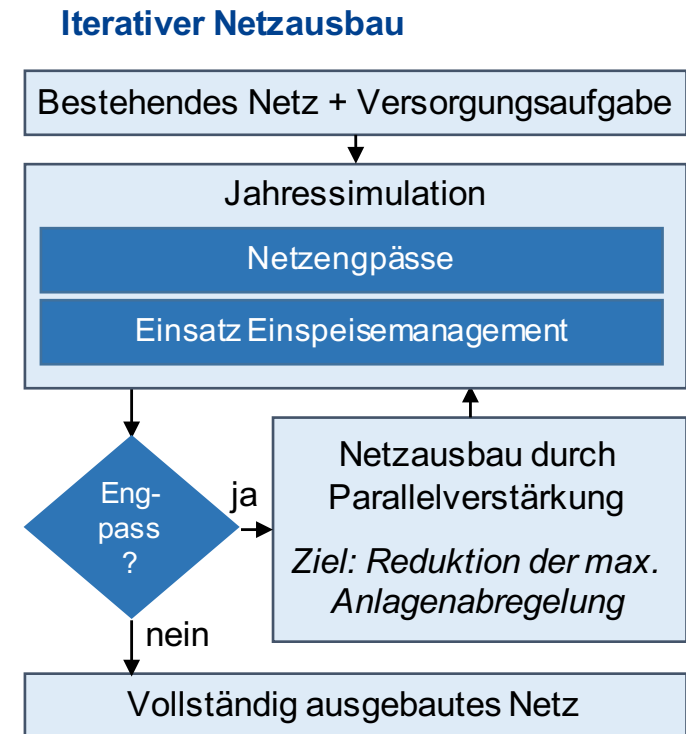 Iterativer Netzausbau
Bestehendes Netz + Versorgungsaufgabe
Jahressimulation
Netzengpässe
Einsatz Einspeisemanagement
Eng-
pass
?
ja
Netzausbau durch
Parallelverstärkung
Ziel: Reduktion der max.
Anlagenabregelung
nein
Vollständig ausgebautes Netz